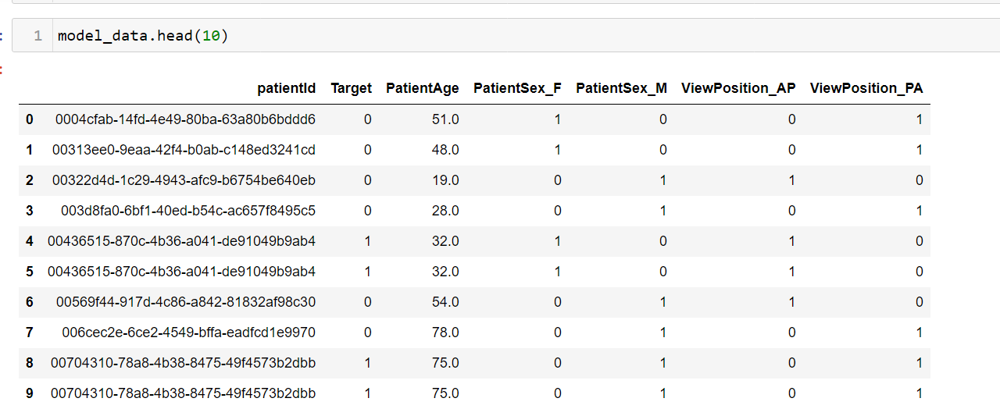 :
1 model_data.head(10)
:
patientId Target PatientAge PatientSex_F PatientSex_M ViewPosition_AP ViewPosition_PA
0 0004cfab-14fd-4e49-80ba-63a80b6bddd6 0 51.0 1 0 0 1
1 00313ee0-9eaa-42f4-b0ab-c148ed3241cd 0 48.0 1 0 0 1
2 00322d4d-1c29-4943-afc9-b6754be640eb 0 19.0 0 1 1 0
3 003d8fa0-6bf1-40ed-b54c-ac657f8495c5 0 28.0 0 1 0 1
4 00436515-870c-4b36-a041-de91049b9ab4 1 32.0 1 0 1 0
5 00436515-870c-4b36-a041-de91049b9ab4 1 32.0 1 0 1 0
6 00569f44-917d-4c86-a842-81832af98c30 0 54.0 0 1 1 0
7 006cec2e-6ce2-4549-bffa-eadfcd1e9970 0 78.0 0 1 0 1
8 00704310-78a8-4b38-8475-49f4573b2dbb 1 75.0 0 1 0 1
9 00704310-78a8-4b38-8475-49f4573b2dbb 1 75.0 0 1 0 1